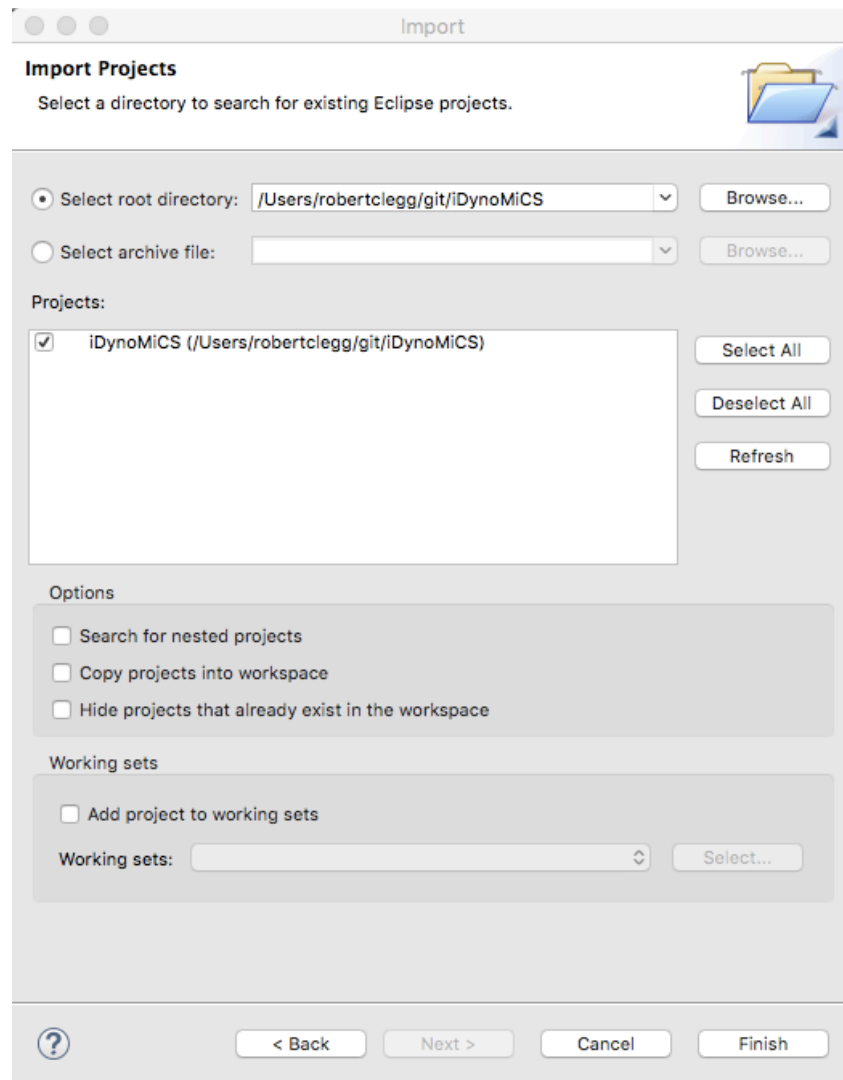 Import
Import Projects
Select a directory to search for existing Eclipse projects.
Select root directory: /Users/robertclegg/git/iDynoMiCS Browse...
Select archive file: Browse...
Projects:
iDynoMiCS (/Users/robertclegg/git/iDynoMiCS)
Select All
Deselect All
Refresh
Options
Search for nested projects
Copy projects into workspace
Hide projects that already exist in the workspace
Working sets
Add project to working sets
Working sets: Select...
? < Back Next > Cancel Finish